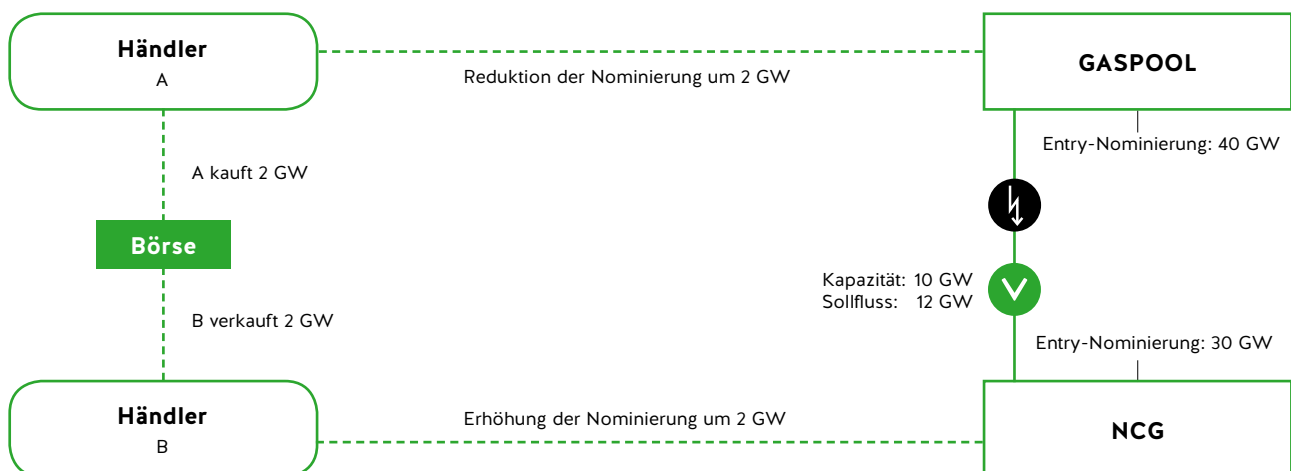 Händler
A
Reduktion der Nominierung um 2 GW
GASPOOL
Entry-Nominierung: 40 GW
A kauft 2 GW
Börse
Kapazität: 10 GW
Sollfluss: 12 GW
B verkauft 2 GW
Entry-Nominierung: 30 GW
Händler
B
Erhöhung der Nominierung um 2 GW
NCG